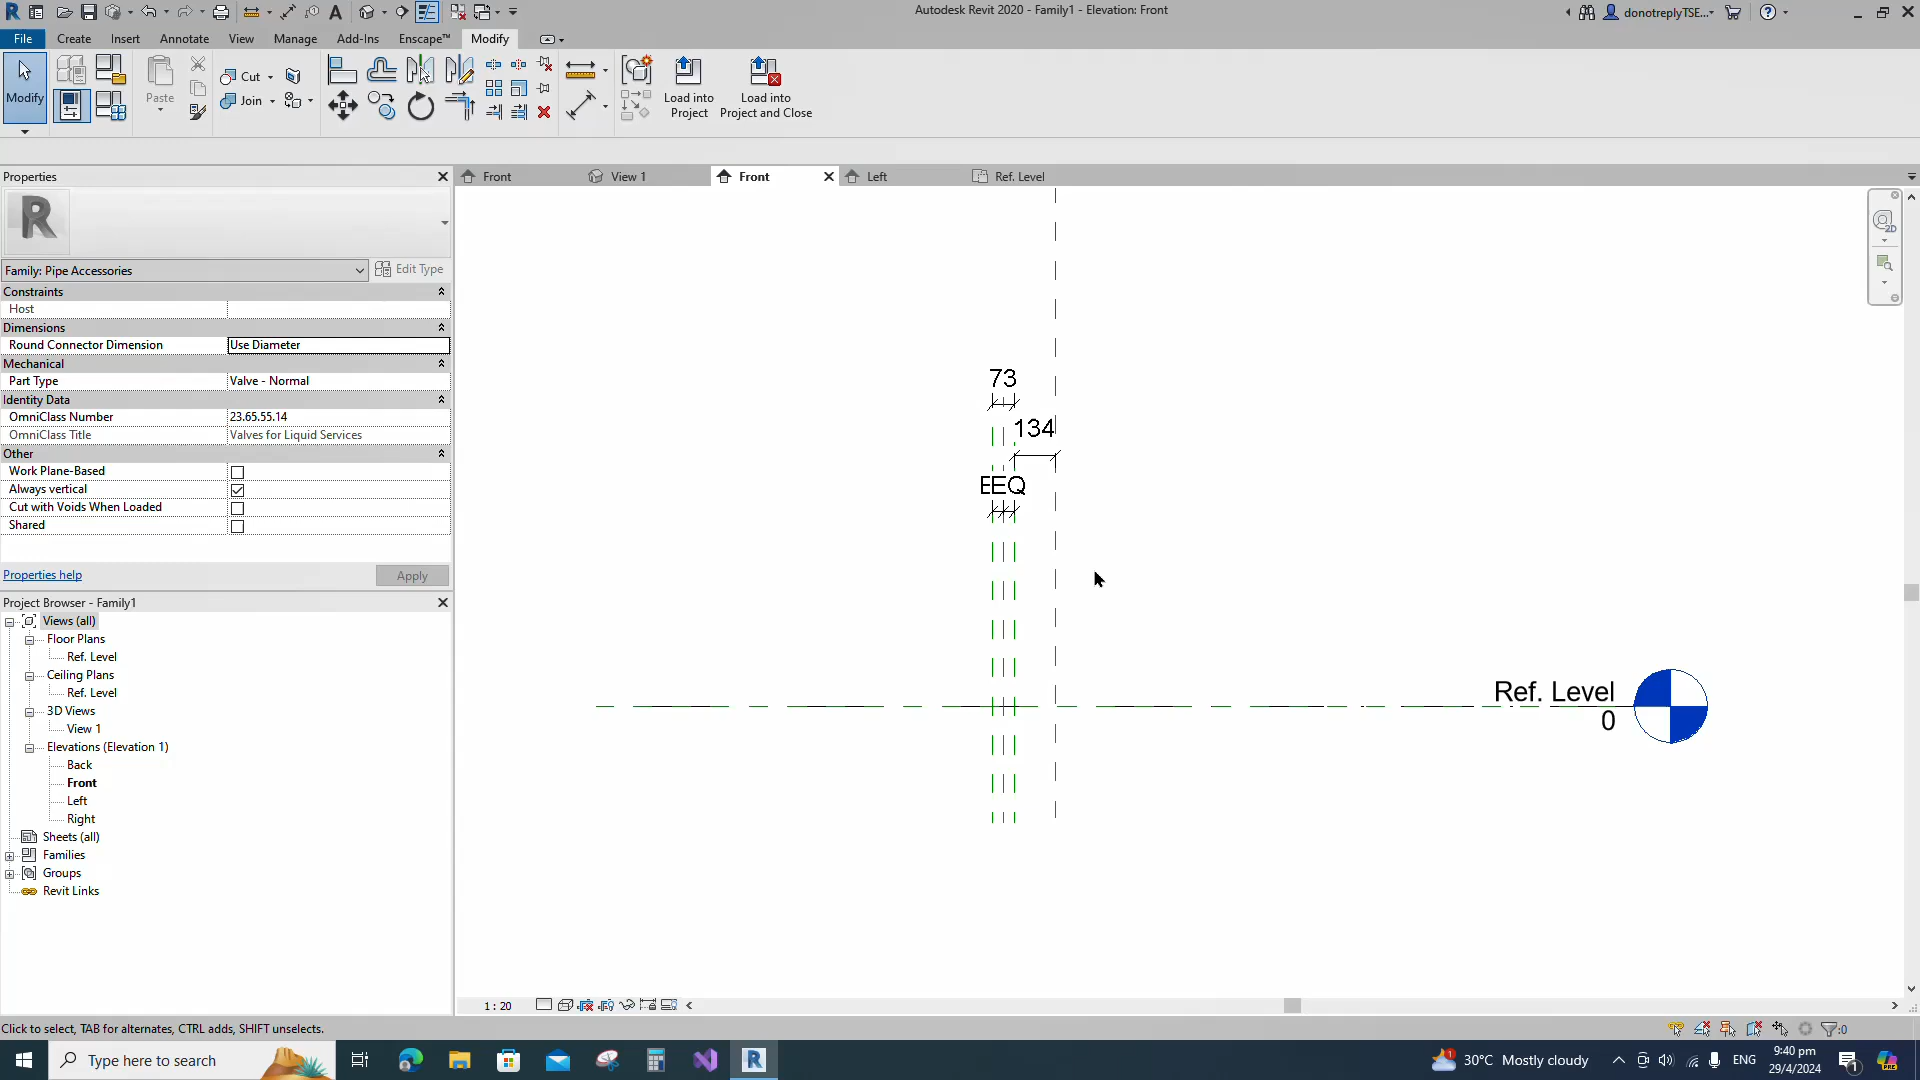 Autodesk Revit 2020 - Family1 - Elevation: Front
donotreplyTSE...
File Create Insert Annotate View Manage Add-Ins Enscape™ Modify
Modify
Paste
Cut
Join
Load into
Project
Load into
Project and Close
Properties
Front
View 1
Front
Left
Ref. Level
R
Family: Pipe Accessories
Edit Type
Constraints
Host
Dimensions
Round Connector Dimension Use Diameter
Mechanical
Part Type Valve - Normal
Identity Data
OmniClass Number 23.65.55.14
OmniClass Title Valves for Liquid Services
Other
Work Plane-Based
Always vertical
Cut with Voids When Loaded
Shared
Properties help
Apply
Project Browser - Family1
Views (all)
Floor Plans
Ref. Level
Ceiling Plans
Ref. Level
3D Views
View 1
Elevations (Elevation 1)
Back
Front
Left
Right
Sheets (all)
Families
Groups
Revit Links
73
134
EEQ
Ref. Level
0
2D
1 : 20
Click to select, TAB for alternates, CTRL adds, SHIFT unselects.
:0
Type here to search
30°C Mostly cloudy
ENG
9:40 pm
29/4/2024